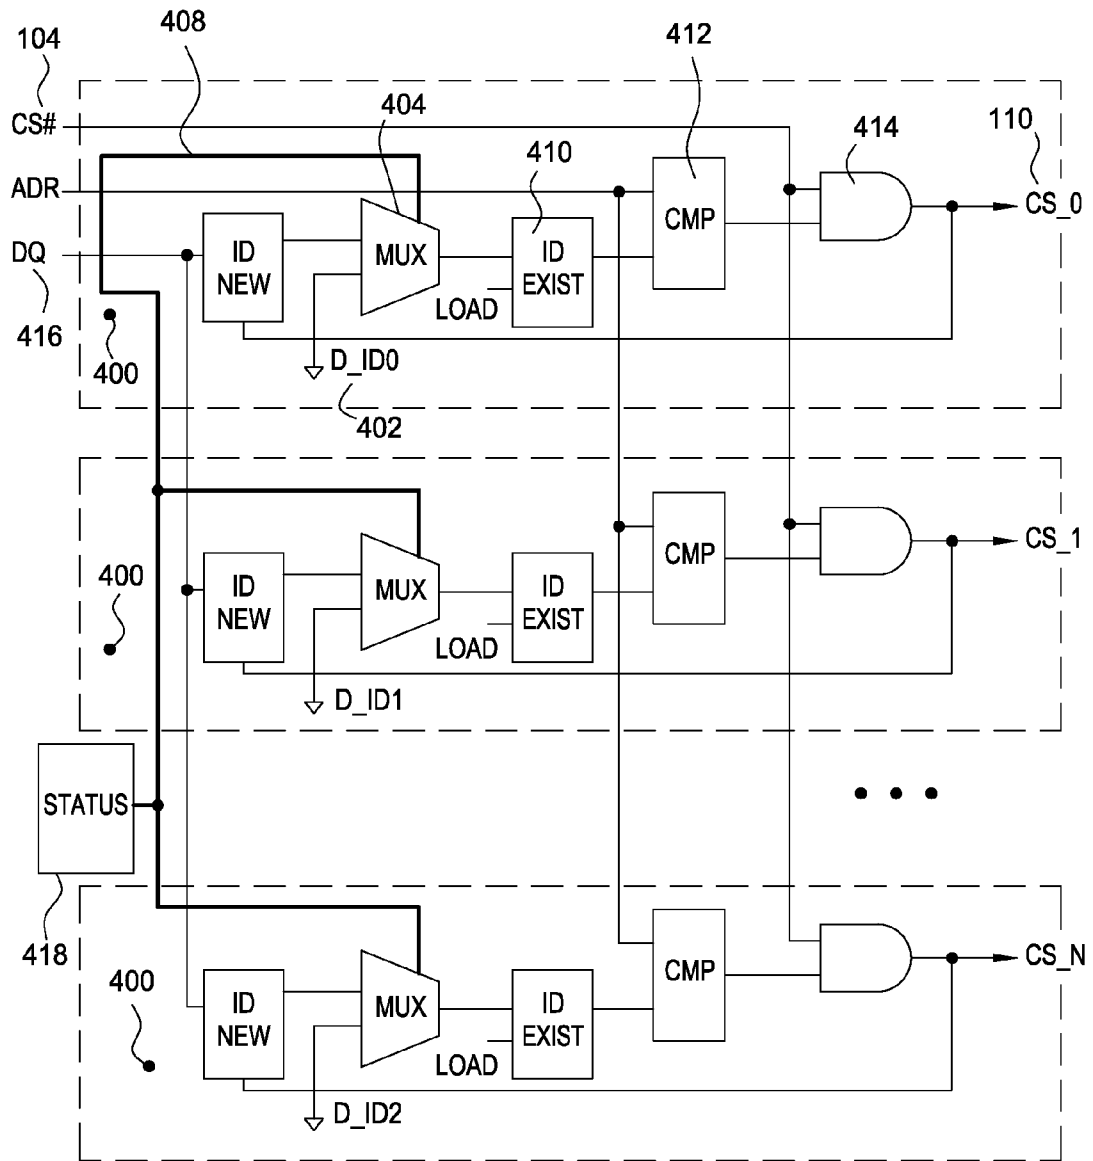 408
104
412
CS#
404
414
110
410
ADR
CMP
CS_0
DQ
ID NEW
MUX
ID EXIST
LOAD
416
400
D_ID0
402
CMP
CS_1
400
ID NEW
MUX
ID EXIST
LOAD
D_ID1
STATUS
418
CMP
CS_N
400
ID NEW
MUX
ID EXIST
LOAD
D_ID2